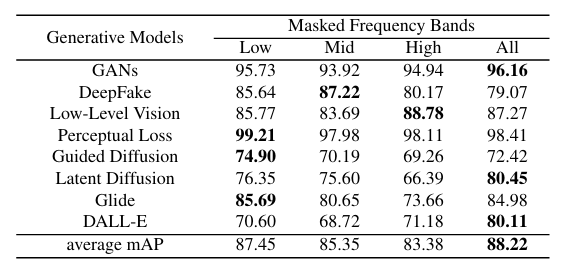 Generative Models Masked Frequency Bands
Low Mid High All
GANs 95.73 93.92 94.94 96.16
DeepFake 85.64 87.22 80.17 79.07
Low-Level Vision 85.77 83.69 88.78 87.27
Perceptual Loss 99.21 97.98 98.11 98.41
Guided Diffusion 74.90 70.19 69.26 72.42
Latent Diffusion 76.35 75.60 66.39 80.45
Glide 85.69 80.65 73.66 84.98
DALL-E 70.60 68.72 71.18 80.11
average mAP 87.45 85.35 83.38 88.22